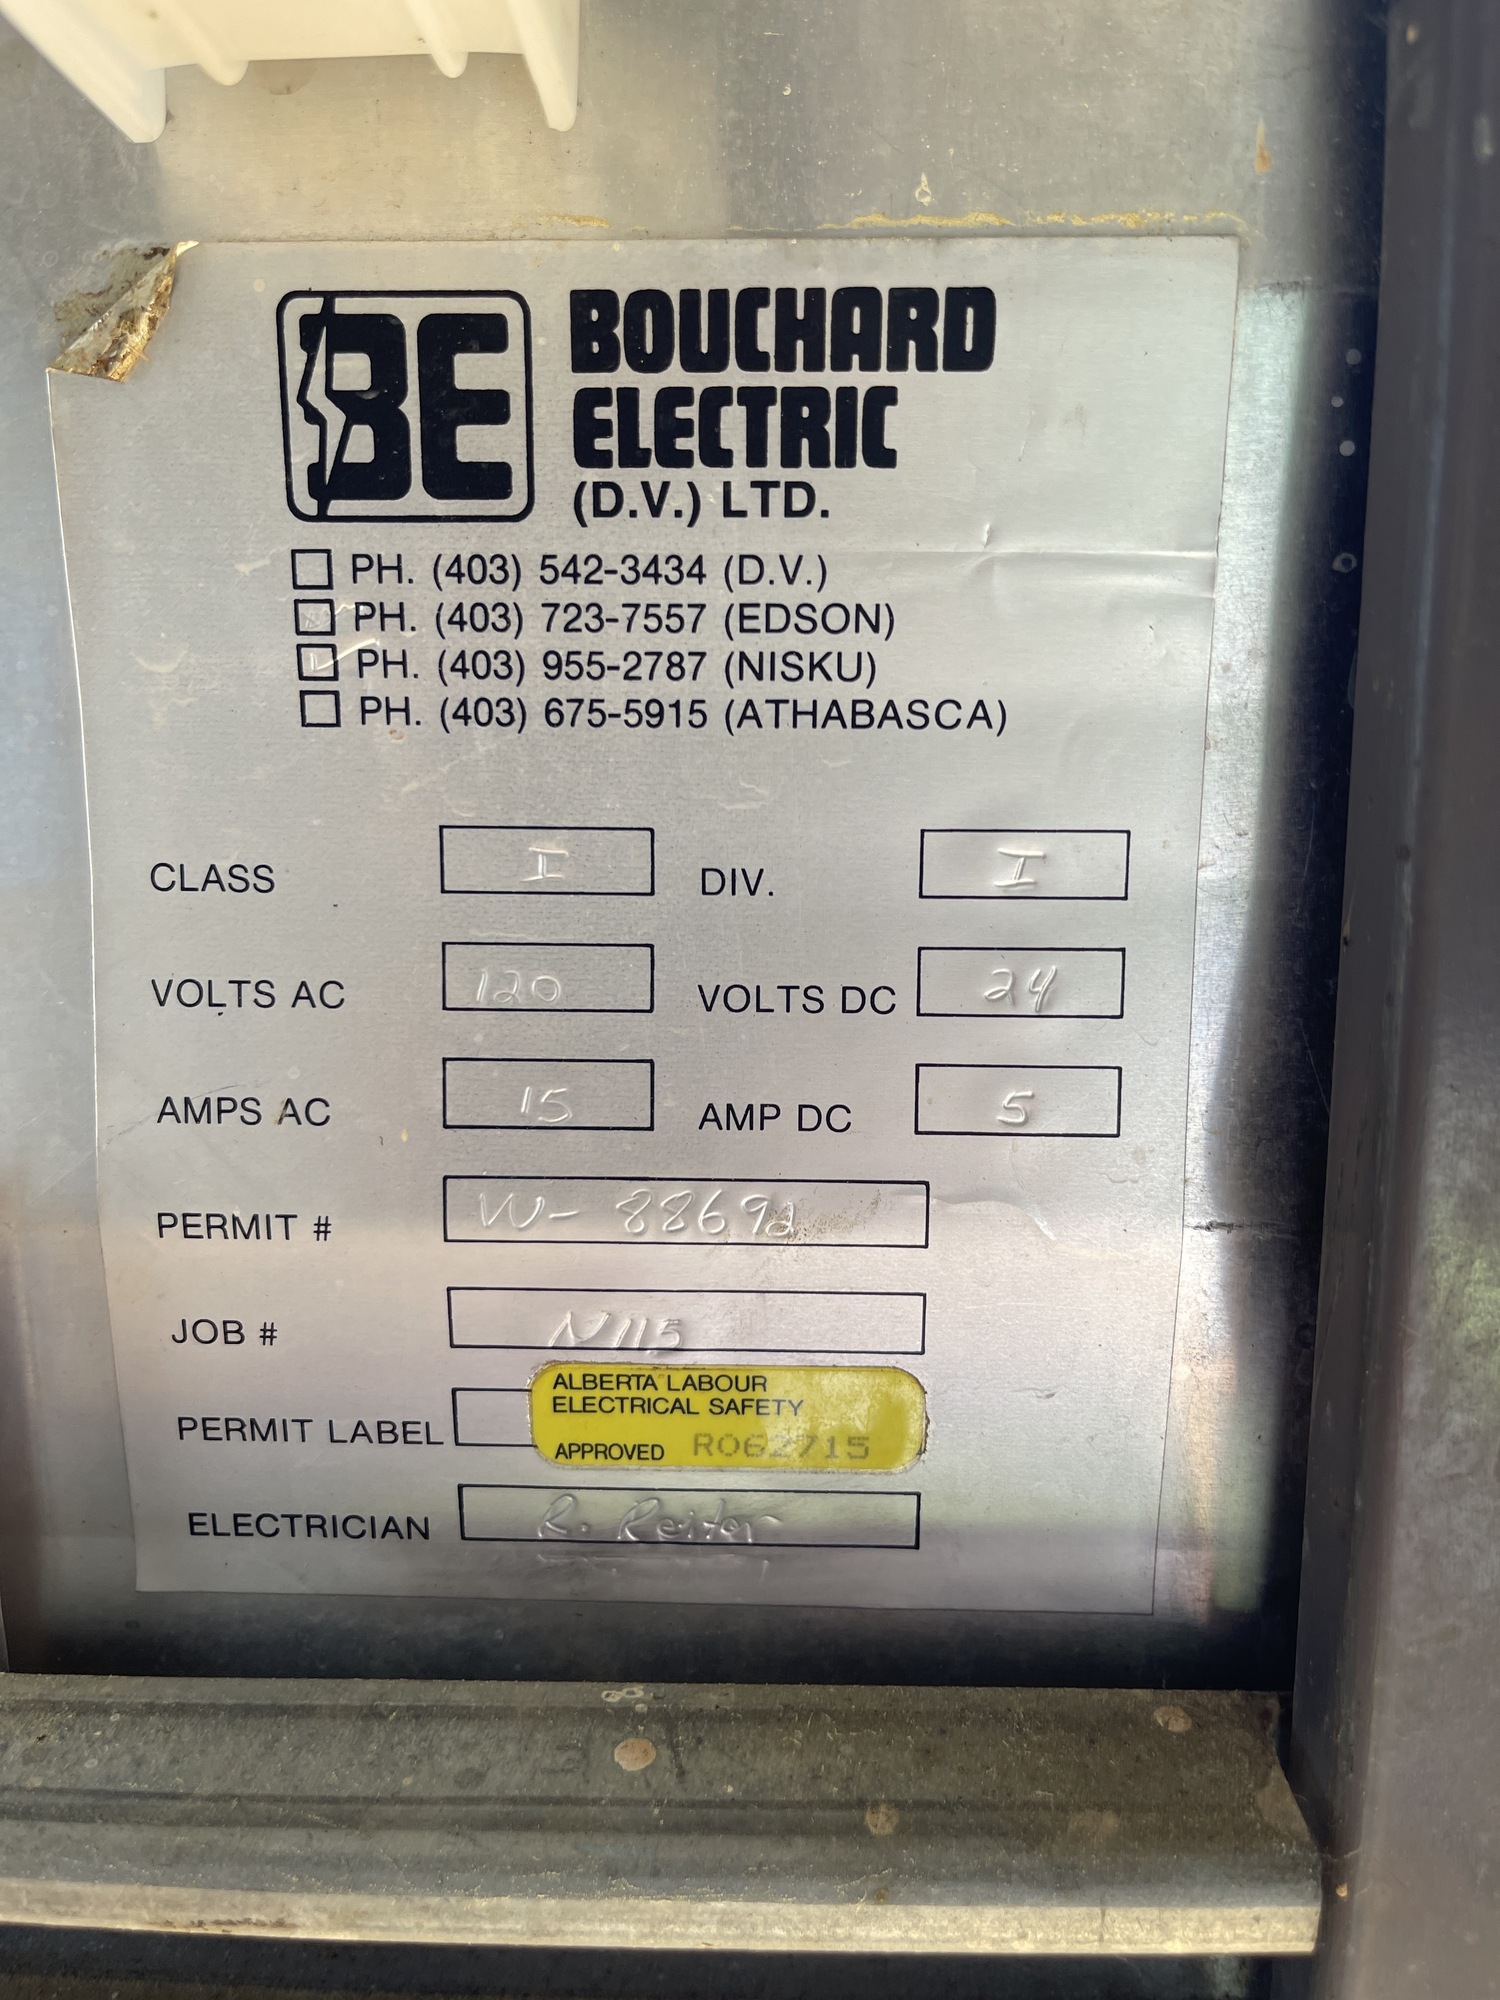 BE
BOUCHARD
ELECTRIC
(D.V.) LTD.
PH. (403) 542-3434 (D.V.)
PH. (403) 723-7557 (EDSON)
PH. (403) 955-2787 (NISKU)
PH. (403) 675-5915 (ATHABASCA)
CLASS I DIV. I
VOLTS AC 120 VOLTS DC 24
AMPS AC 15 AMP DC 5
PERMIT #
JOB # N115
ALBERTA LABOUR
ELECTRICAL SAFETY
PERMIT LABEL APPROVED R062715
ELECTRICIAN R.